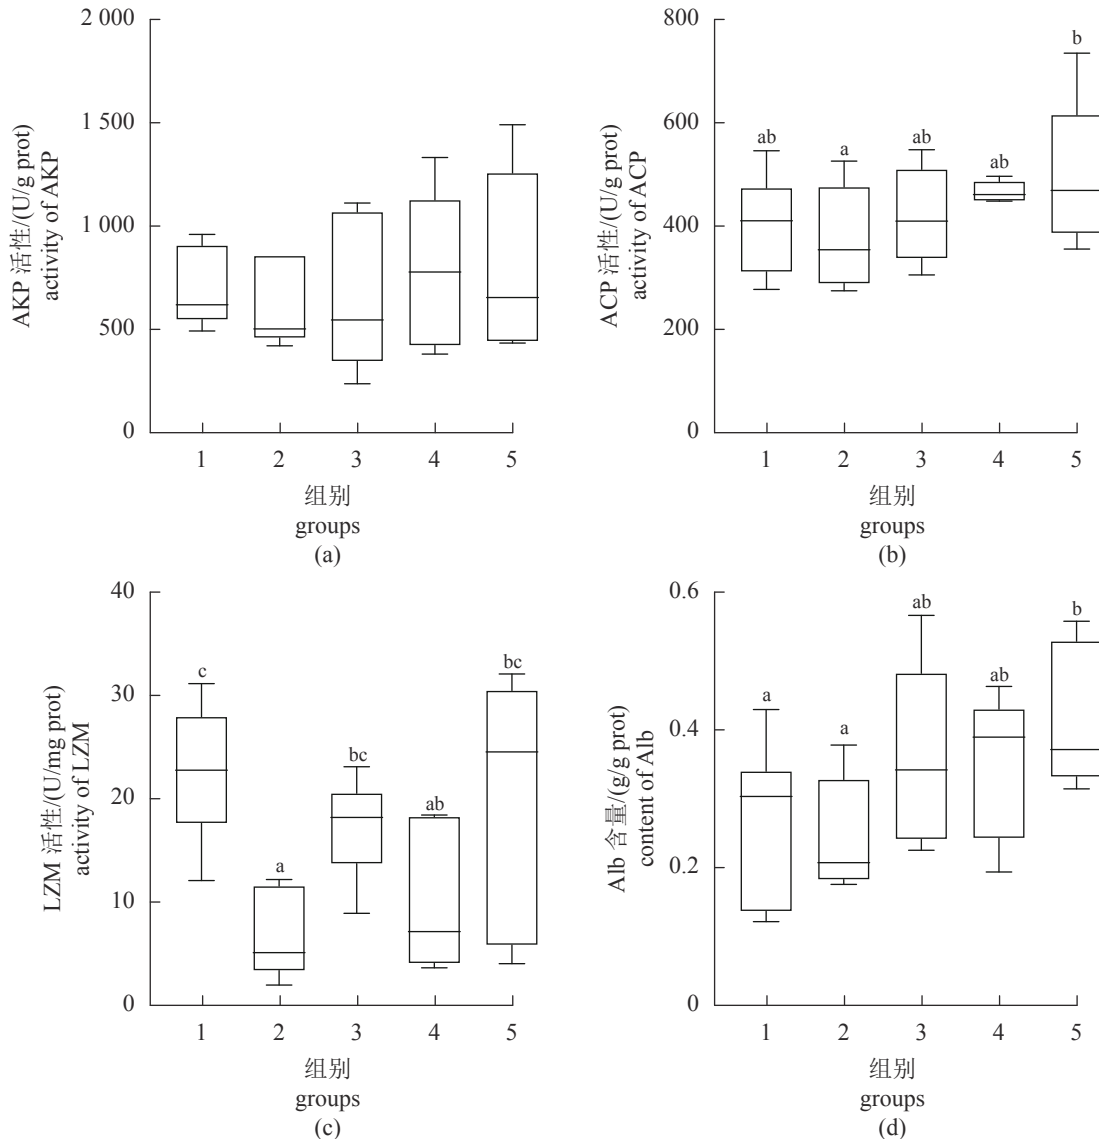 2 000
1 500
1 000
500
0
AKP 活性/(U/g prot)
activity of AKP
1 2 3 4 5
组别
groups
(a)
800
600
400
200
0
ACP 活性/(U/g prot)
activity of ACP
ab a ab ab b
1 2 3 4 5
组别
groups
(b)
40
30
20
10
0
LZM 活性/(U/mg prot)
activity of LZM
c a bc ab bc
1 2 3 4 5
组别
groups
(c)
0.6
0.4
0.2
0
Alb 含量/(g/g prot)
content of Alb
a a ab ab b
1 2 3 4 5
组别
groups
(d)